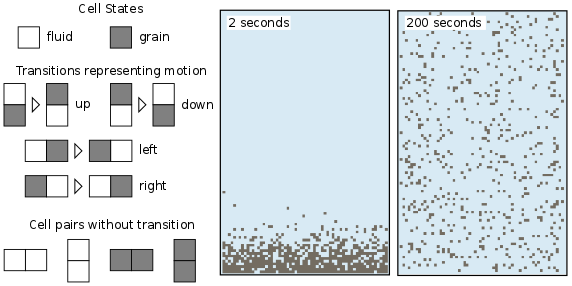 Cell States
fluid
grain
Transitions representing motion
up
down
left
right
Cell pairs without transition
2 seconds
200 seconds